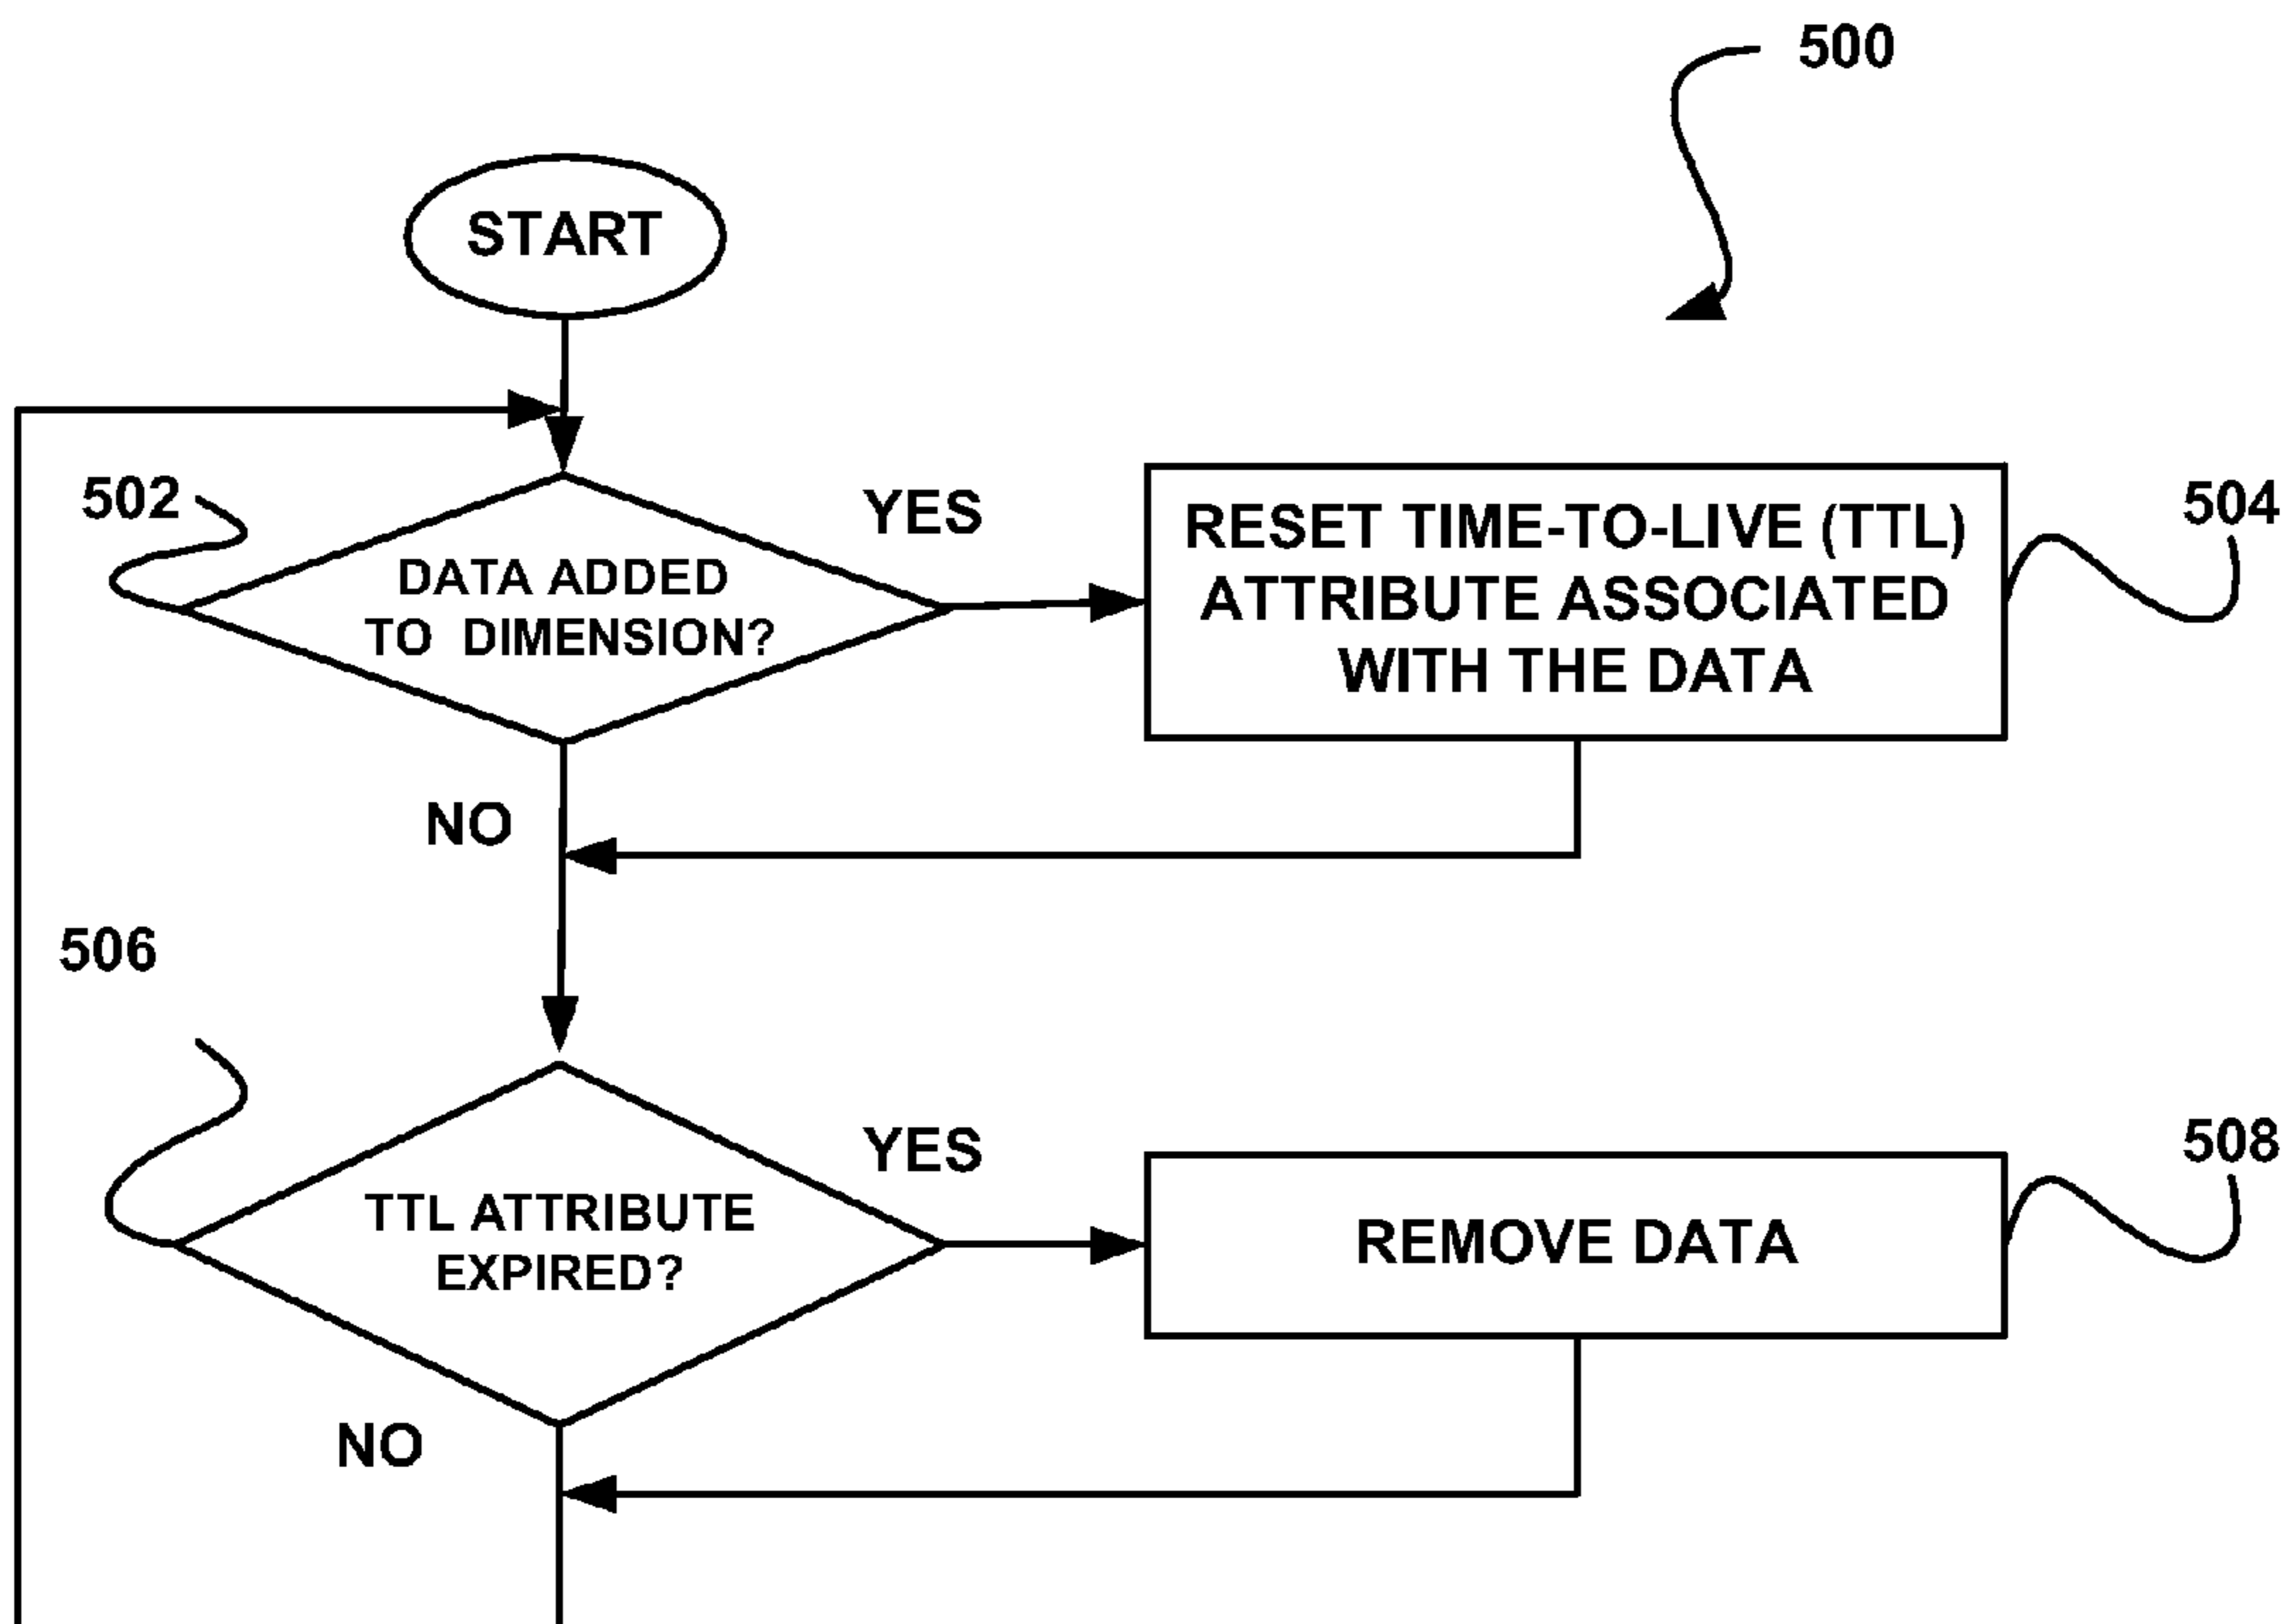 500
START
502
DATA ADDED
TO DIMENSION?
YES
RESET TIME-TO-LIVE (TTL)
ATTRIBUTE ASSOCIATED
WITH THE DATA
504
NO
506
TTL ATTRIBUTE
EXPIRED?
YES
REMOVE DATA
508
NO